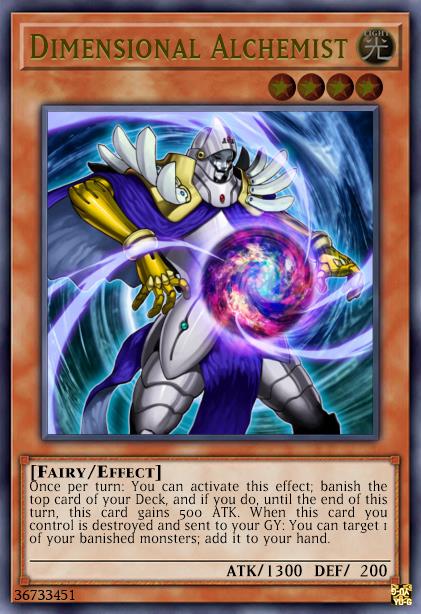 DIMENSIONAL ALCHEMIST
LIGHT
光
[FAIRY/EFFECT]
Once per turn: You can activate this effect; banish the
top card of your Deck, and if you do, until the end of this
turn, this card gains 500 ATK. When this card you
control is destroyed and sent to your GY: You can target 1
of your banished monsters; add it to your hand.
ATK/1300 DEF/ 200
36733451